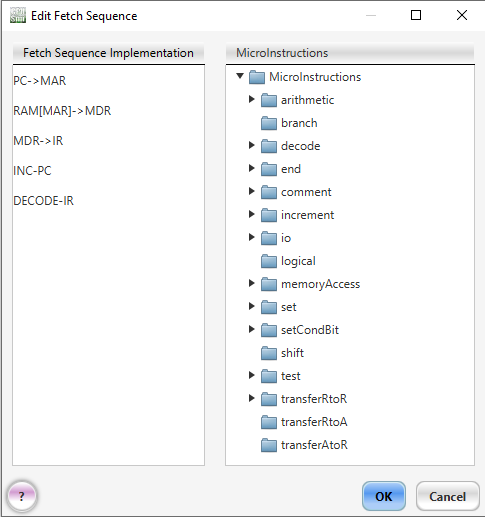 Edit Fetch Sequence
Fetch Sequence Implementation
PC->MAR
RAM[MAR]->MDR
MDR->IR
INC-PC
DECODE-IR
MicroInstructions
MicroInstructions
arithmetic
branch
decode
end
comment
increment
io
logical
memoryAccess
set
setCondBit
shift
test
transferRtoR
transferRtoA
transferAtoR
?
OK
Cancel